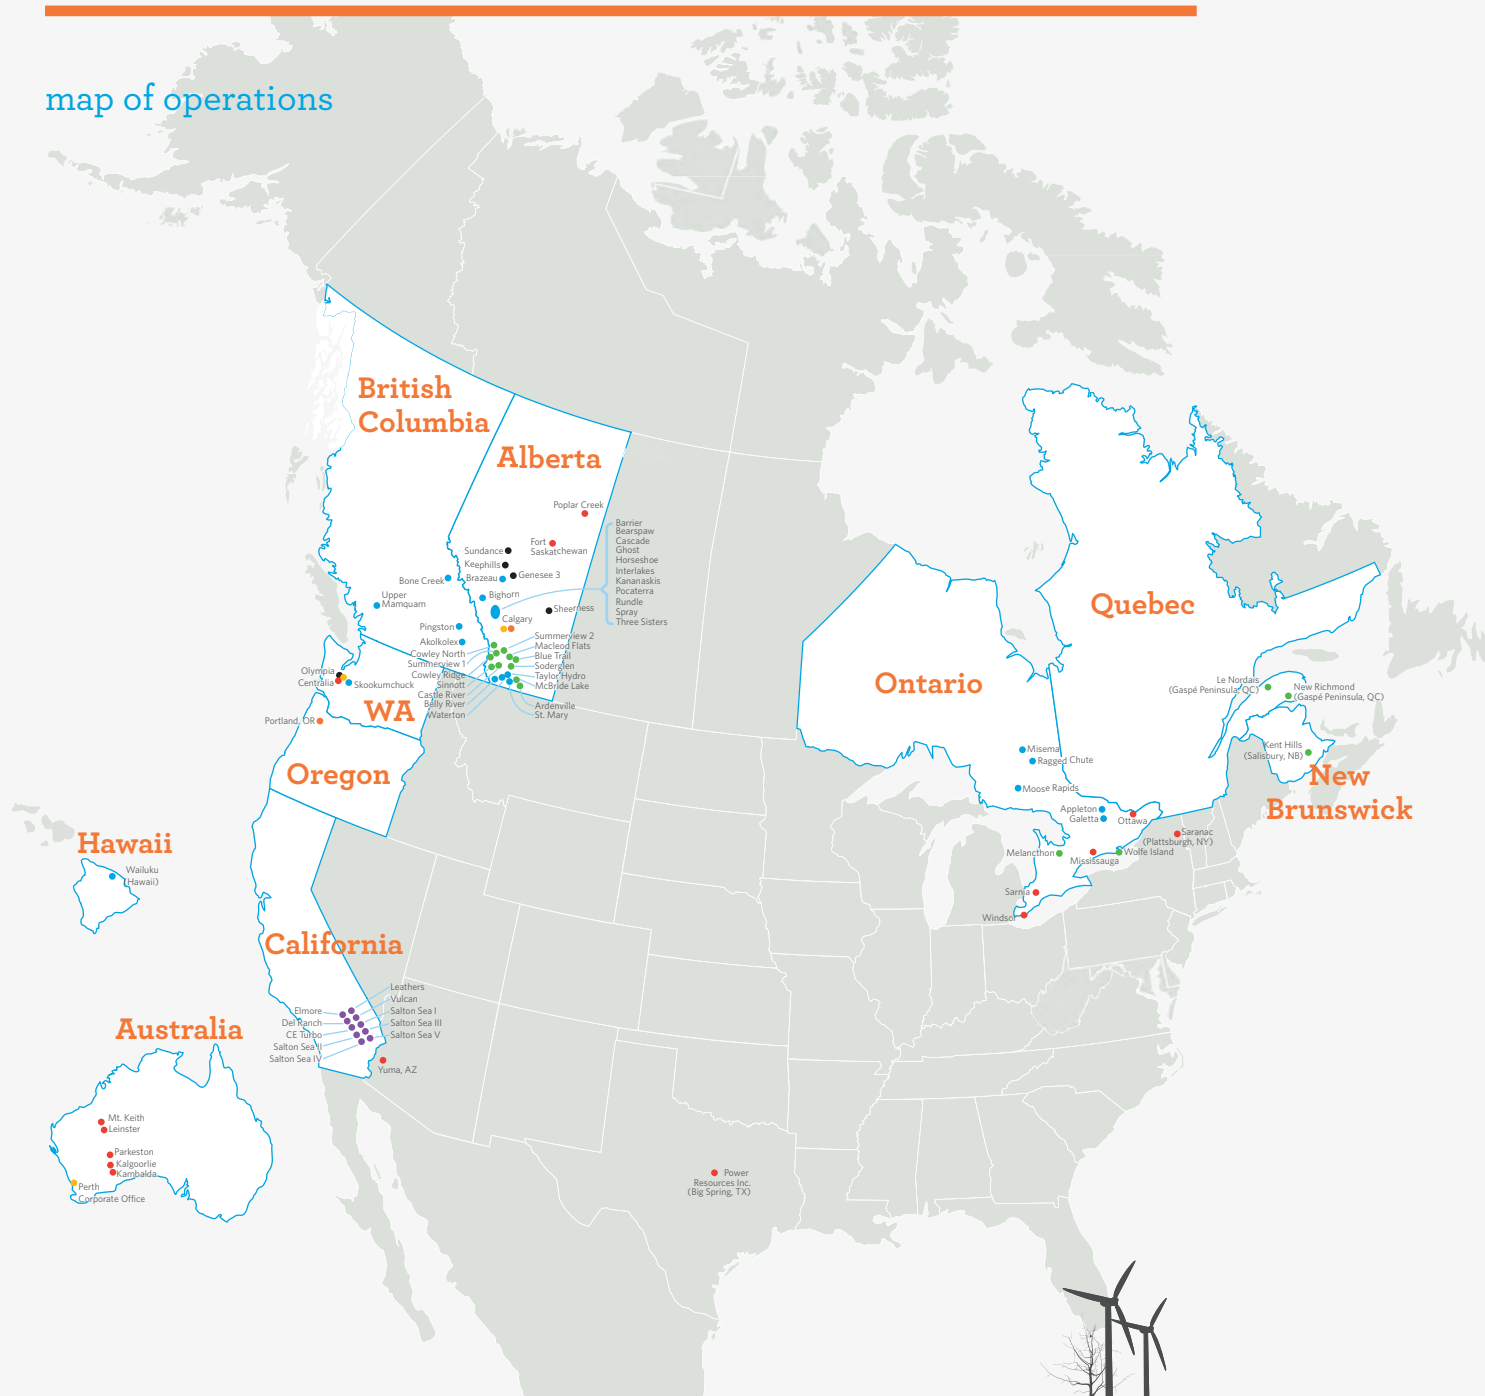 map of operations
British
Columbia
Alberta
Poplar Creek
Fort
Saskatchewan
Sundance
Keephills
Genesee 3
Brazeau
Bighorn
Bone Creek
Upper
Mamquam
Sheerness
Calgary
Barrier
Bearspaw
Cascade
Ghost
Horseshoe
Interlakes
Kananaskis
Pocaterra
Rundle
Spray
Three Sisters
Pingston
Akolkolex
Cowley North
Summerview 1
Cowley Ridge
Sinnott
Castle River
Belly River
Waterton
Summerview 2
Macleod Flats
Blue Trail
Soderglen
Taylor Hydro
McBride Lake
Ardenville
St. Mary
Olympia
Centralia
Skookumchuck
WA
Portland, OR
Oregon
Hawaii
Wailuku
(Hawaii)
California
Leathers
Vulcan
Salton Sea I
Salton Sea III
Salton Sea V
Elmore
Del Ranch
CE Turbo
Salton Sea II
Salton Sea IV
Yuma, AZ
Australia
Mt. Keith
Leinster
Parkeston
Kalgoorlie
Kambalda
Perth
Corporate Office
Power
Resources Inc.
(Big Spring, TX)
Ontario
Misema
Ragged Chute
Moose Rapids
Appleton
Galetta
Ottawa
Melancthon
Mississauga
Wolfe Island
Sarnia
Windsor
Saranac
(Plattsburgh, NY)
Quebec
Le Nordais
(Gaspé Peninsula, QC)
New Richmond
(Gaspé Peninsula, QC)
Kent Hills
(Salisbury, NB)
New
Brunswick